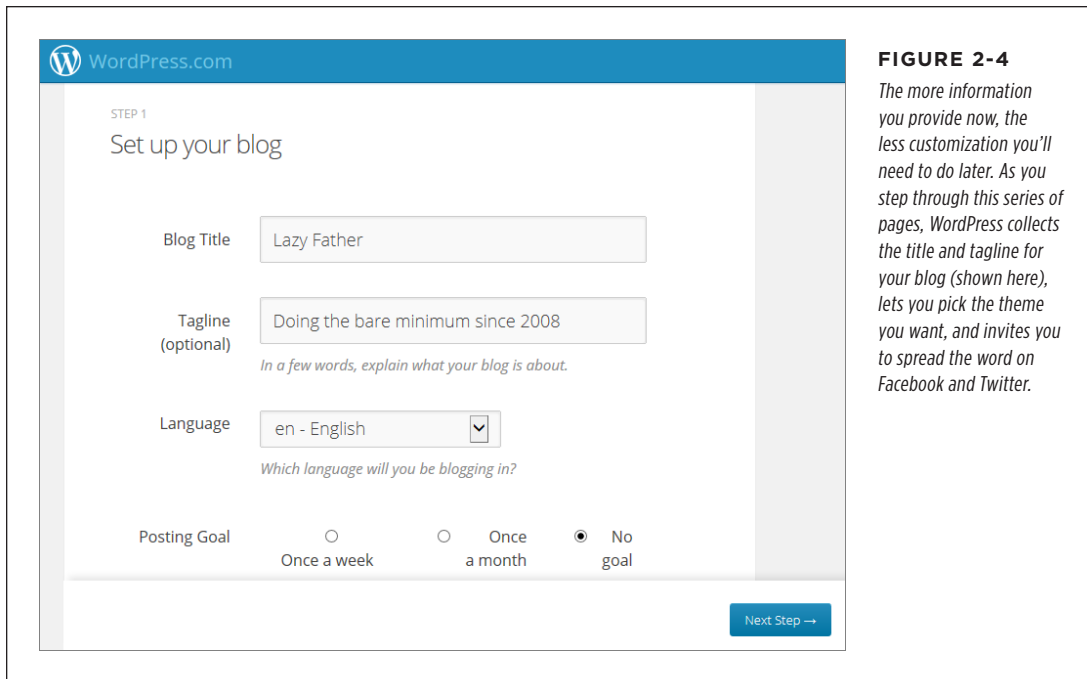 WordPress.com
STEP 1
Set up your blog
Blog Title
Lazy Father
Tagline
(optional)
Doing the bare minimum since 2008
In a few words, explain what your blog is about.
Language
en - English
Which language will you be blogging in?
Posting Goal
Once a week
Once
a month
No
goal
Next Step →
FIGURE 2-4
The more information
you provide now, the
less customization you’ll
need to do later. As you
step through this series of
pages, WordPress collects
the title and tagline for
your blog (shown here),
lets you pick the theme
you want, and invites you
to spread the word on
Facebook and Twitter.